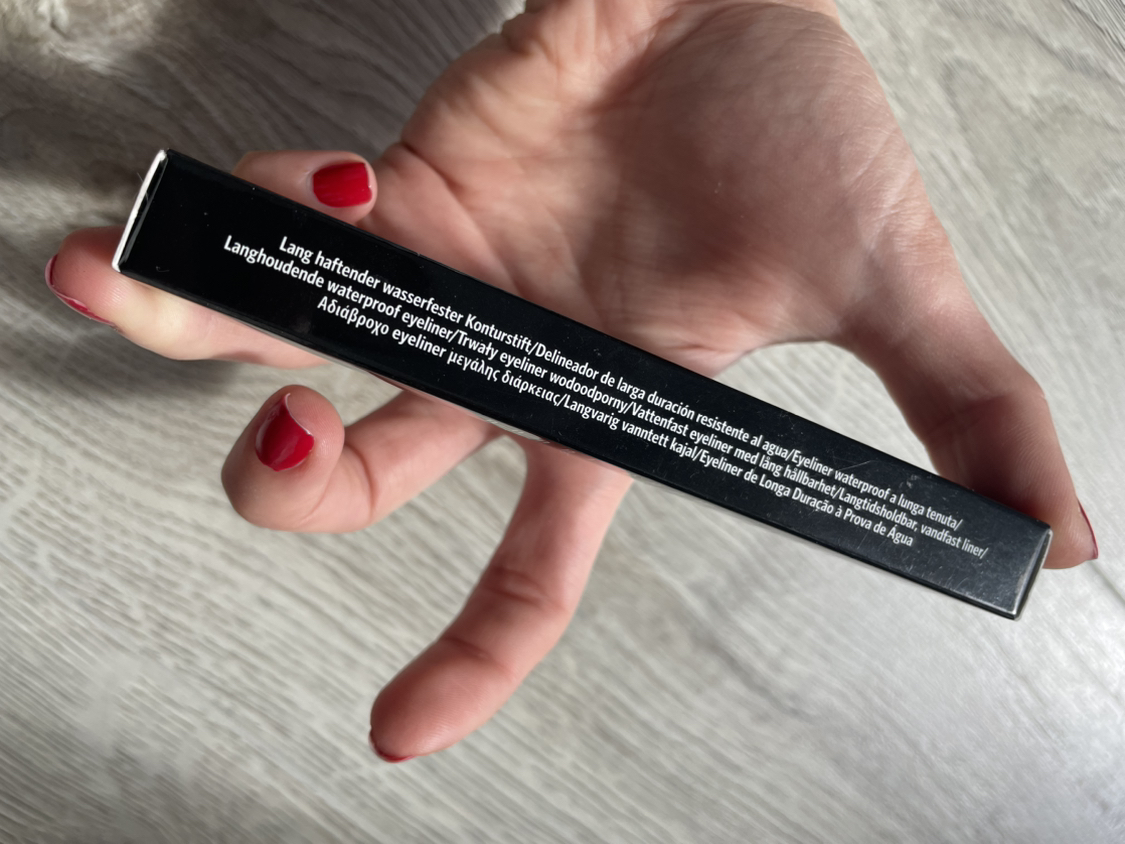 Lang haftender wasserfester Konturstift/Delineador de larga duración resistente al agua/Eyeliner waterproof a lunga tenuta/
Langhoudende waterproof eyeliner/Trwały eyeliner wodoodporny/Vattenfast eyeliner med lång hållbarhet/Langtidsholdbar, vandfast liner/
Αδιάβροχο eyeliner μεγάλης διάρκειας/Langvarig vanntett kajal/Eyeliner de Longa Duração à Prova de Água